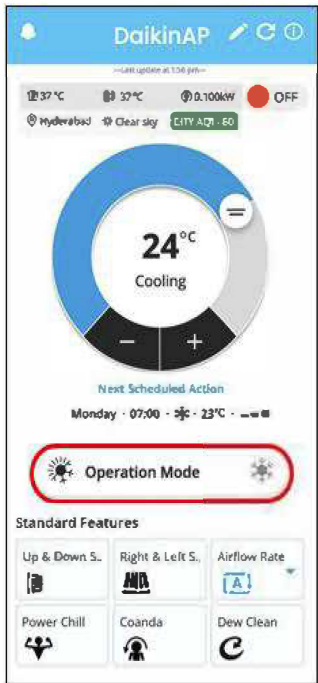 DaikinAP
---Last update at 1:56 pm---
37 °C 37 °C 0.100kW OFF
Hyderabad Clear sky CITY AQI - 60
24°C
Cooling
− +
Next Scheduled Action
Monday · 07:00 · 23°C ·
Operation Mode
Standard Features
Up & Down S.. Right & Left S.. Airflow Rate
A
Power Chill Coanda Dew Clean